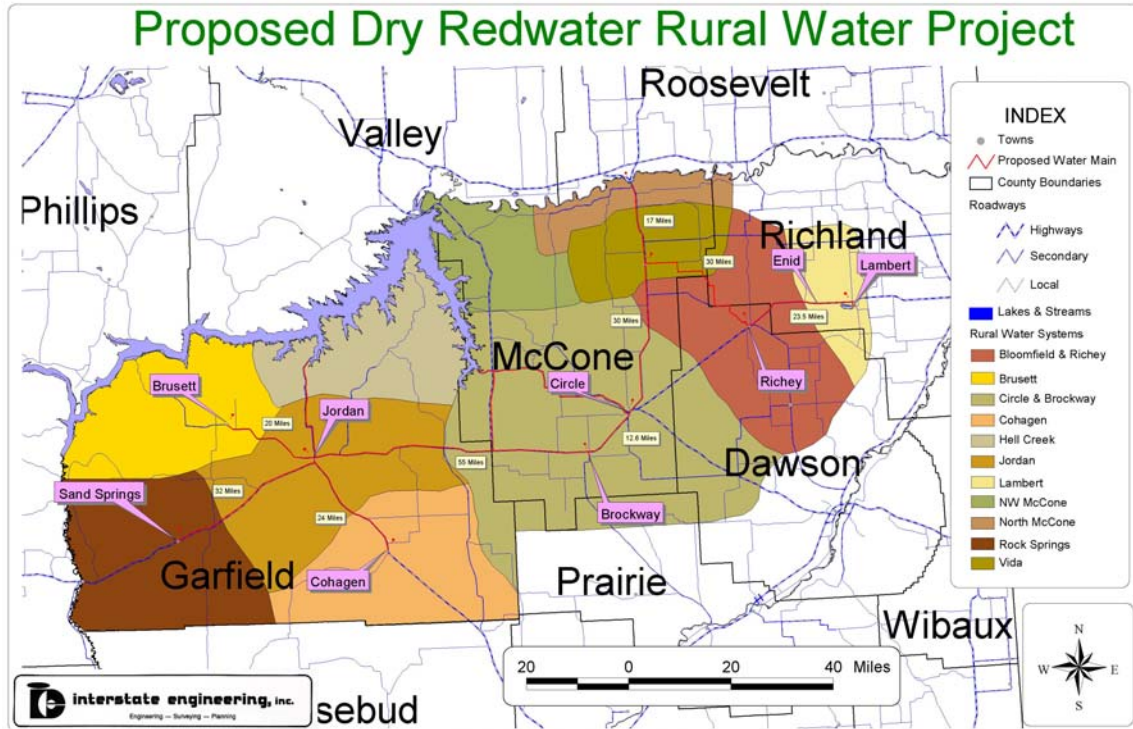 Proposed Dry Redwater Rural Water Project
Roosevelt
Valley
Phillips
Richland
Enid
Lambert
17 Miles
30 Miles
23.5 Miles
30 Miles
McCone
Circle
Richey
Brusett
Jordan
20 Miles
12.6 Miles
Dawson
55 Miles
Sand Springs
32 Miles
24 Miles
Brockway
Garfield
Cohagen
Prairie
Wibaux
sebud
INDEX
Towns
Proposed Water Main
County Boundaries
Roadways
Highways
Secondary
Local
Lakes & Streams
Rural Water Systems
Bloomfield & Richey
Brusett
Circle & Brockway
Cohagen
Hell Creek
Jordan
Lambert
NW McCone
North McCone
Rock Springs
Vida
20 0 20 40 Miles
N
W E
S
interstate engineering, inc.
Engineering — Surveying — Planning